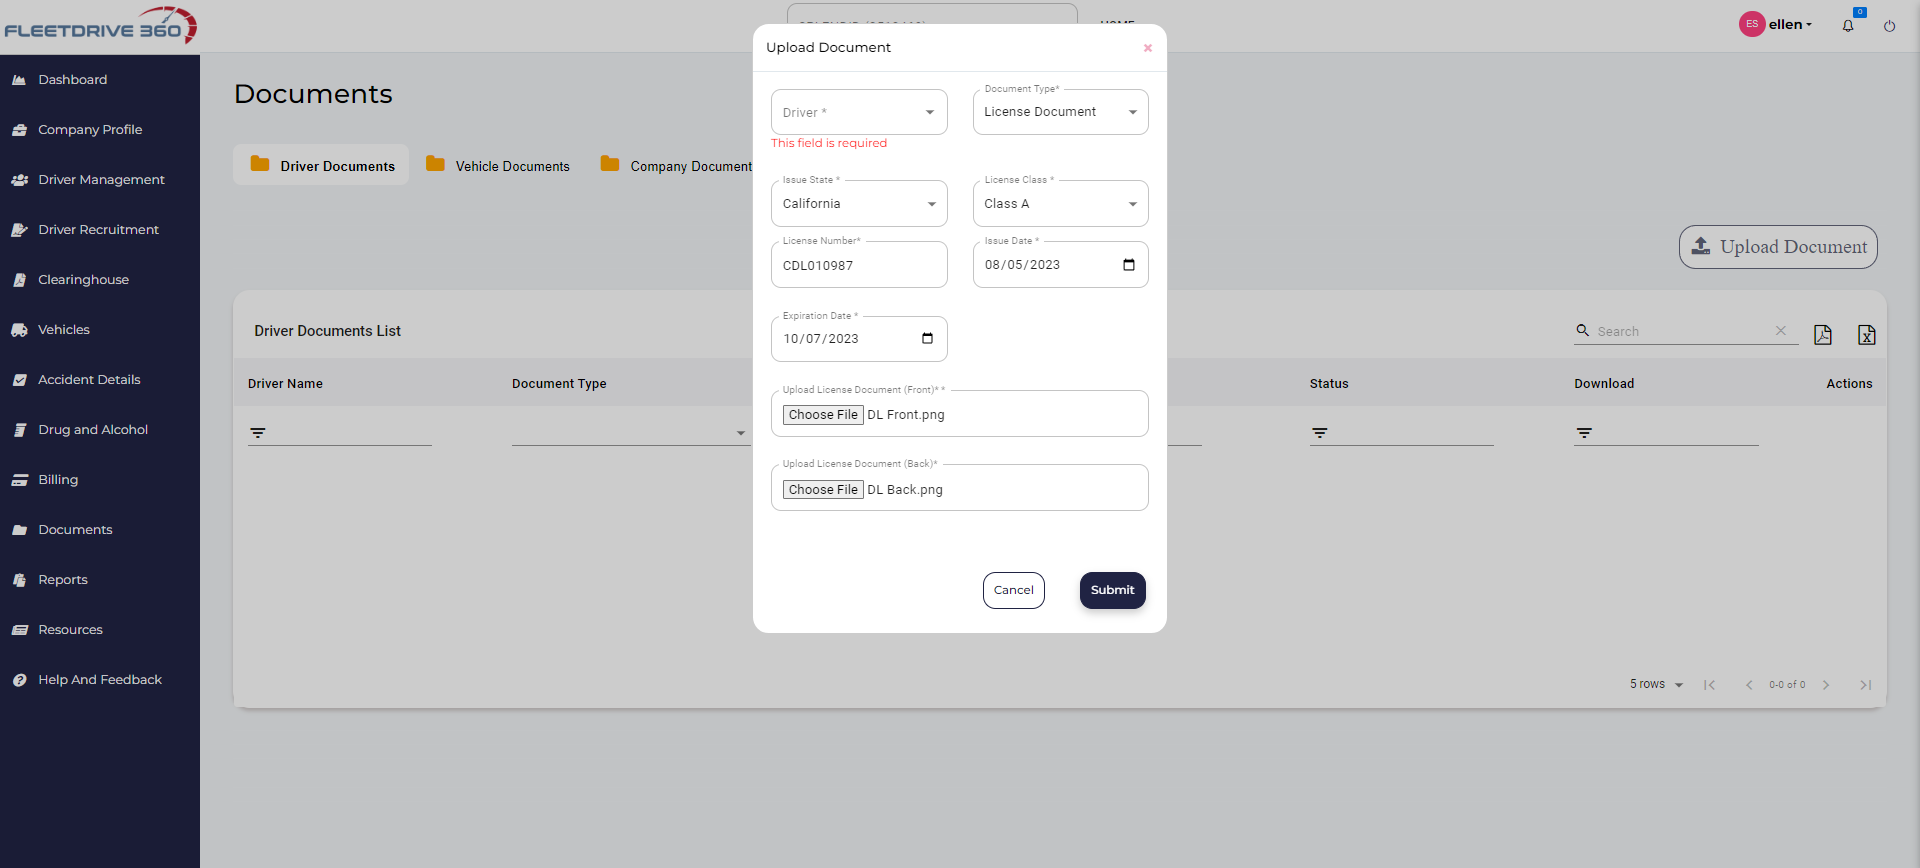 FLEETDRIVE 360
HOME
ES ellen
0
Dashboard
Company Profile
Driver Management
Driver Recruitment
Clearinghouse
Vehicles
Accident Details
Drug and Alcohol
Billing
Documents
Reports
Resources
Help And Feedback
Documents
Driver Documents
Vehicle Documents
Company Document
Upload Document
Driver Documents List
Search
Driver Name
Document Type
Status
Download
Actions
5 rows
0-0 of 0
Upload Document
×
Driver *
This field is required
Document Type*
License Document
Issue State *
California
License Class *
Class A
License Number*
CDL010987
Issue Date *
08/05/2023
Expiration Date *
10/07/2023
Upload License Document (Front)* *
Choose File DL Front.png
Upload License Document (Back)*
Choose File DL Back.png
Cancel
Submit